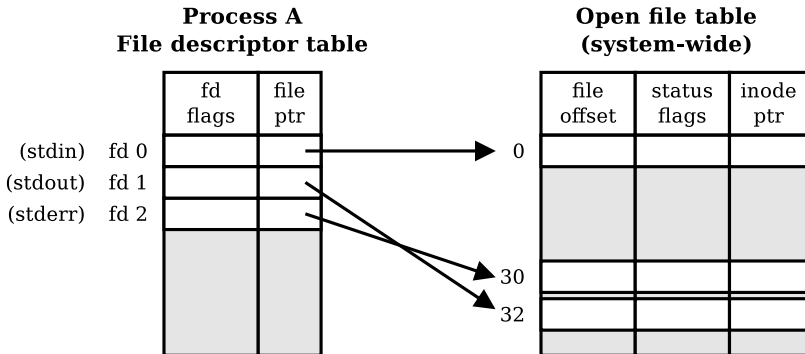 Process A
File descriptor table
Open file table
(system-wide)
fd
flags
file
ptr
file
offset
status
flags
inode
ptr
(stdin) fd 0
0
(stdout) fd 1
(stderr) fd 2
30
32